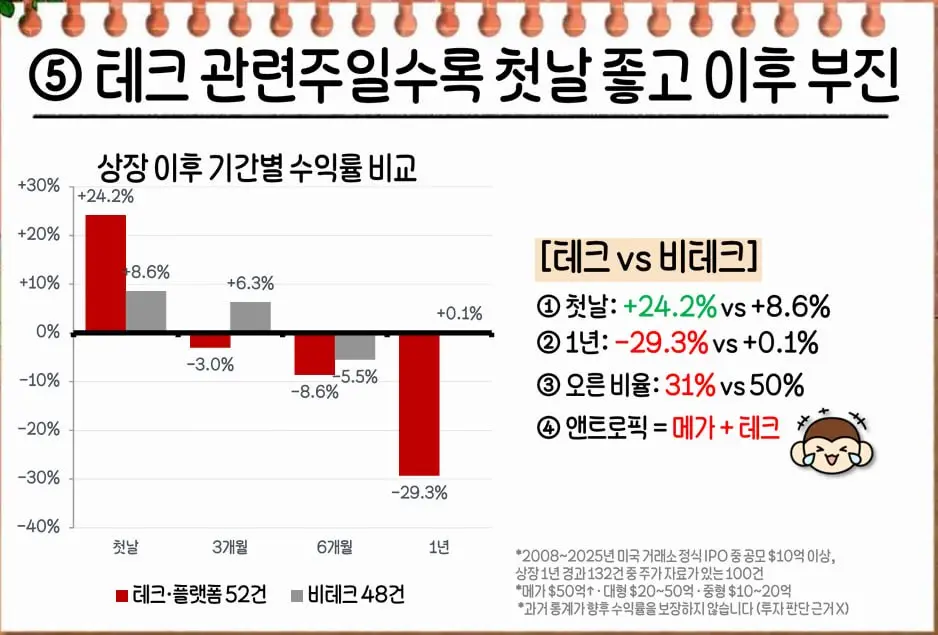 ⑤ 테크 관련주일수록 첫날 좋고 이후 부진
상장 이후 기간별 수익률 비교
+30%
+20%
+10%
0%
-10%
-20%
-30%
-40%
+24.2%
+8.6%
-3.0%
+6.3%
-8.6%
-5.5%
-29.3%
+0.1%
첫날
3개월
6개월
1년
테크·플랫폼 52건
비테크 48건
[테크 vs 비테크]
① 첫날: +24.2% vs +8.6%
② 1년: -29.3% vs +0.1%
③ 오른 비율: 31% vs 50%
④ 앤트로픽 = 메가 + 테크
*2008~2025년 미국 거래소 정식 IPO 중 공모 $10억 이상,
상장 1년 경과 132건 중 주가 자료가 있는 100건
*메가 $50억↑ · 대형 $20~50억 · 중형 $10~20억
*과거 통계가 향후 수익률을 보장하지 않습니다 (투자 판단 근거 X)